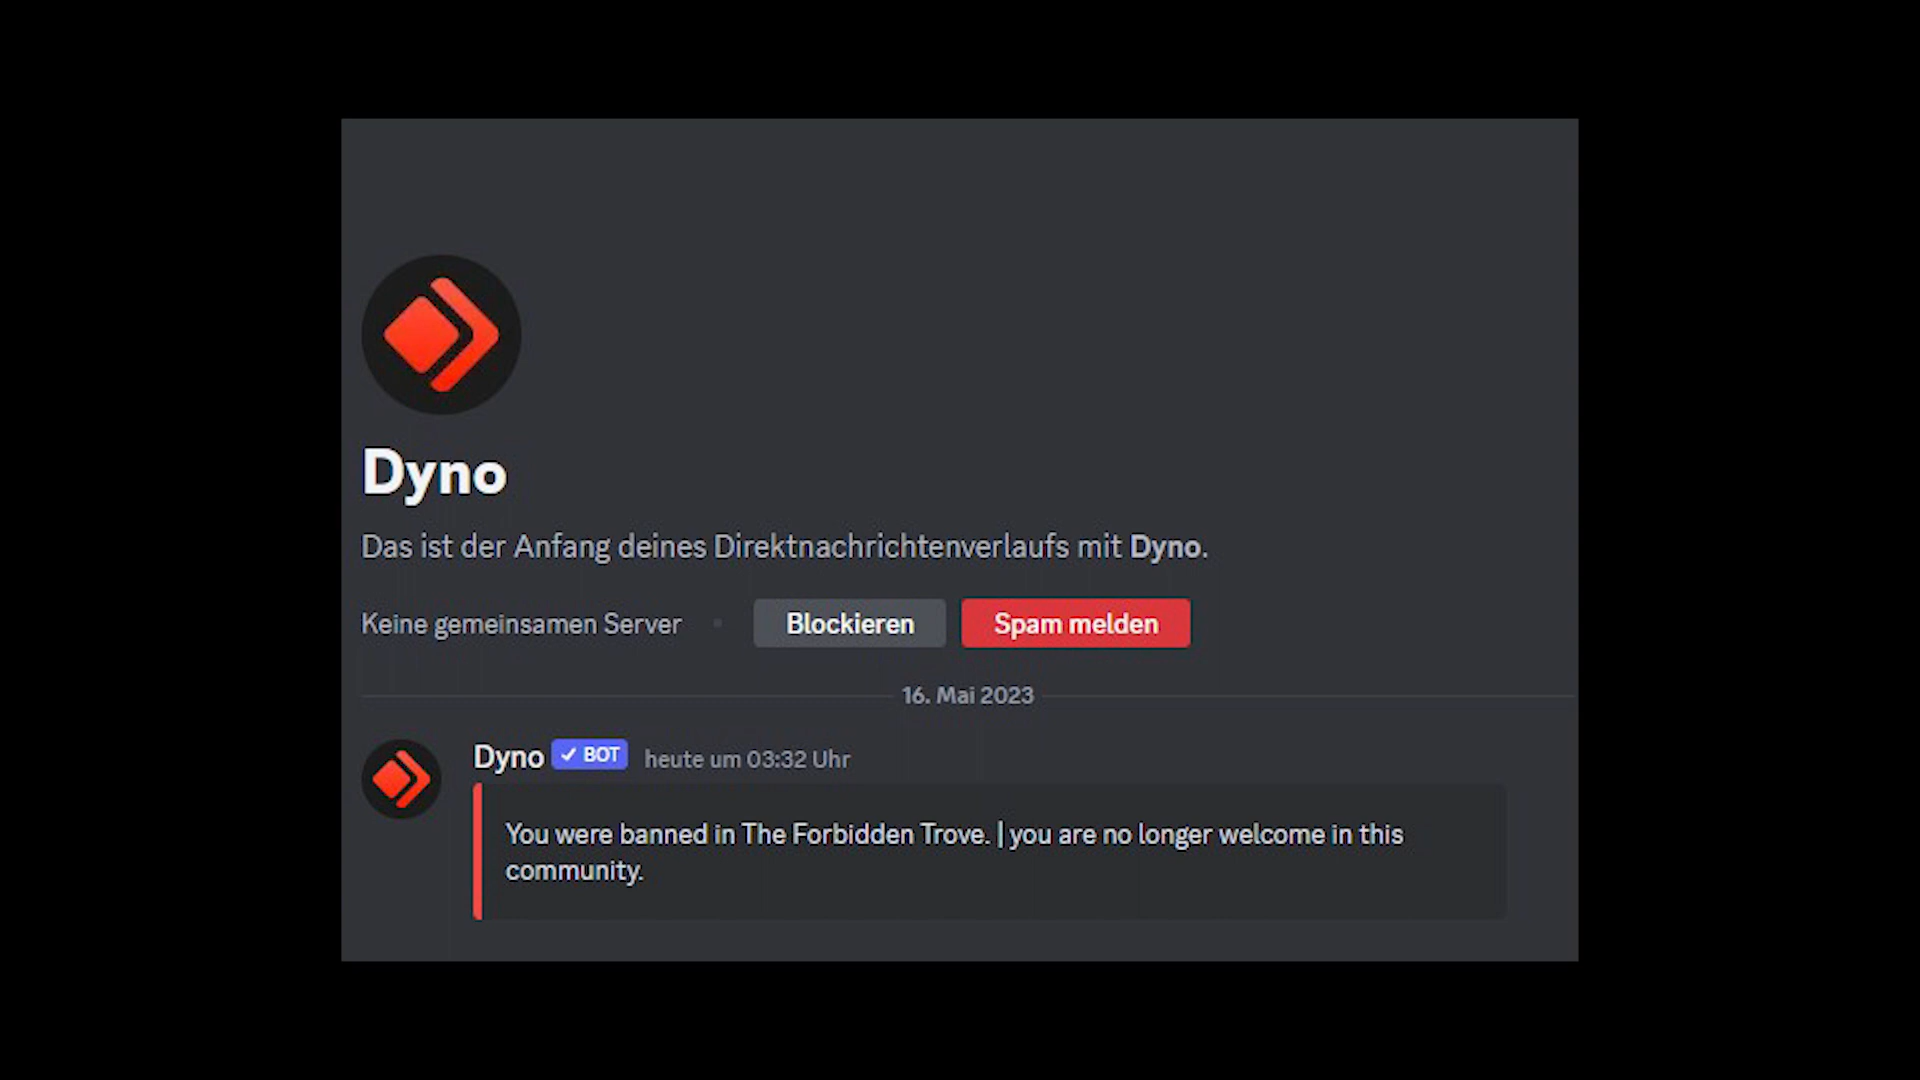 Dyno
Das ist der Anfang deines Direktnachrichtenverlaufs mit Dyno.
Keine gemeinsamen Server Blockieren Spam melden
16. Mai 2023
Dyno BOT heute um 03:32 Uhr
You were banned in The Forbidden Trove. | you are no longer welcome in this
community.